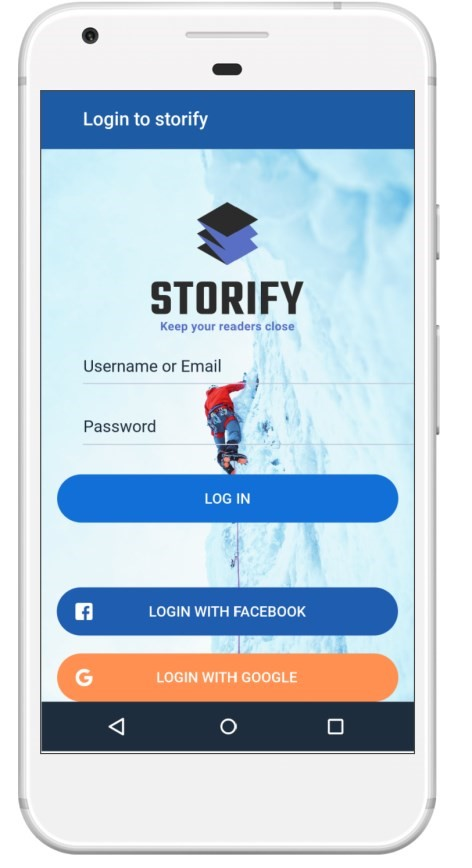 Login to storify
STORIFY
Keep your readers close
Username or Email
Password
LOG IN
LOGIN WITH FACEBOOK
LOGIN WITH GOOGLE